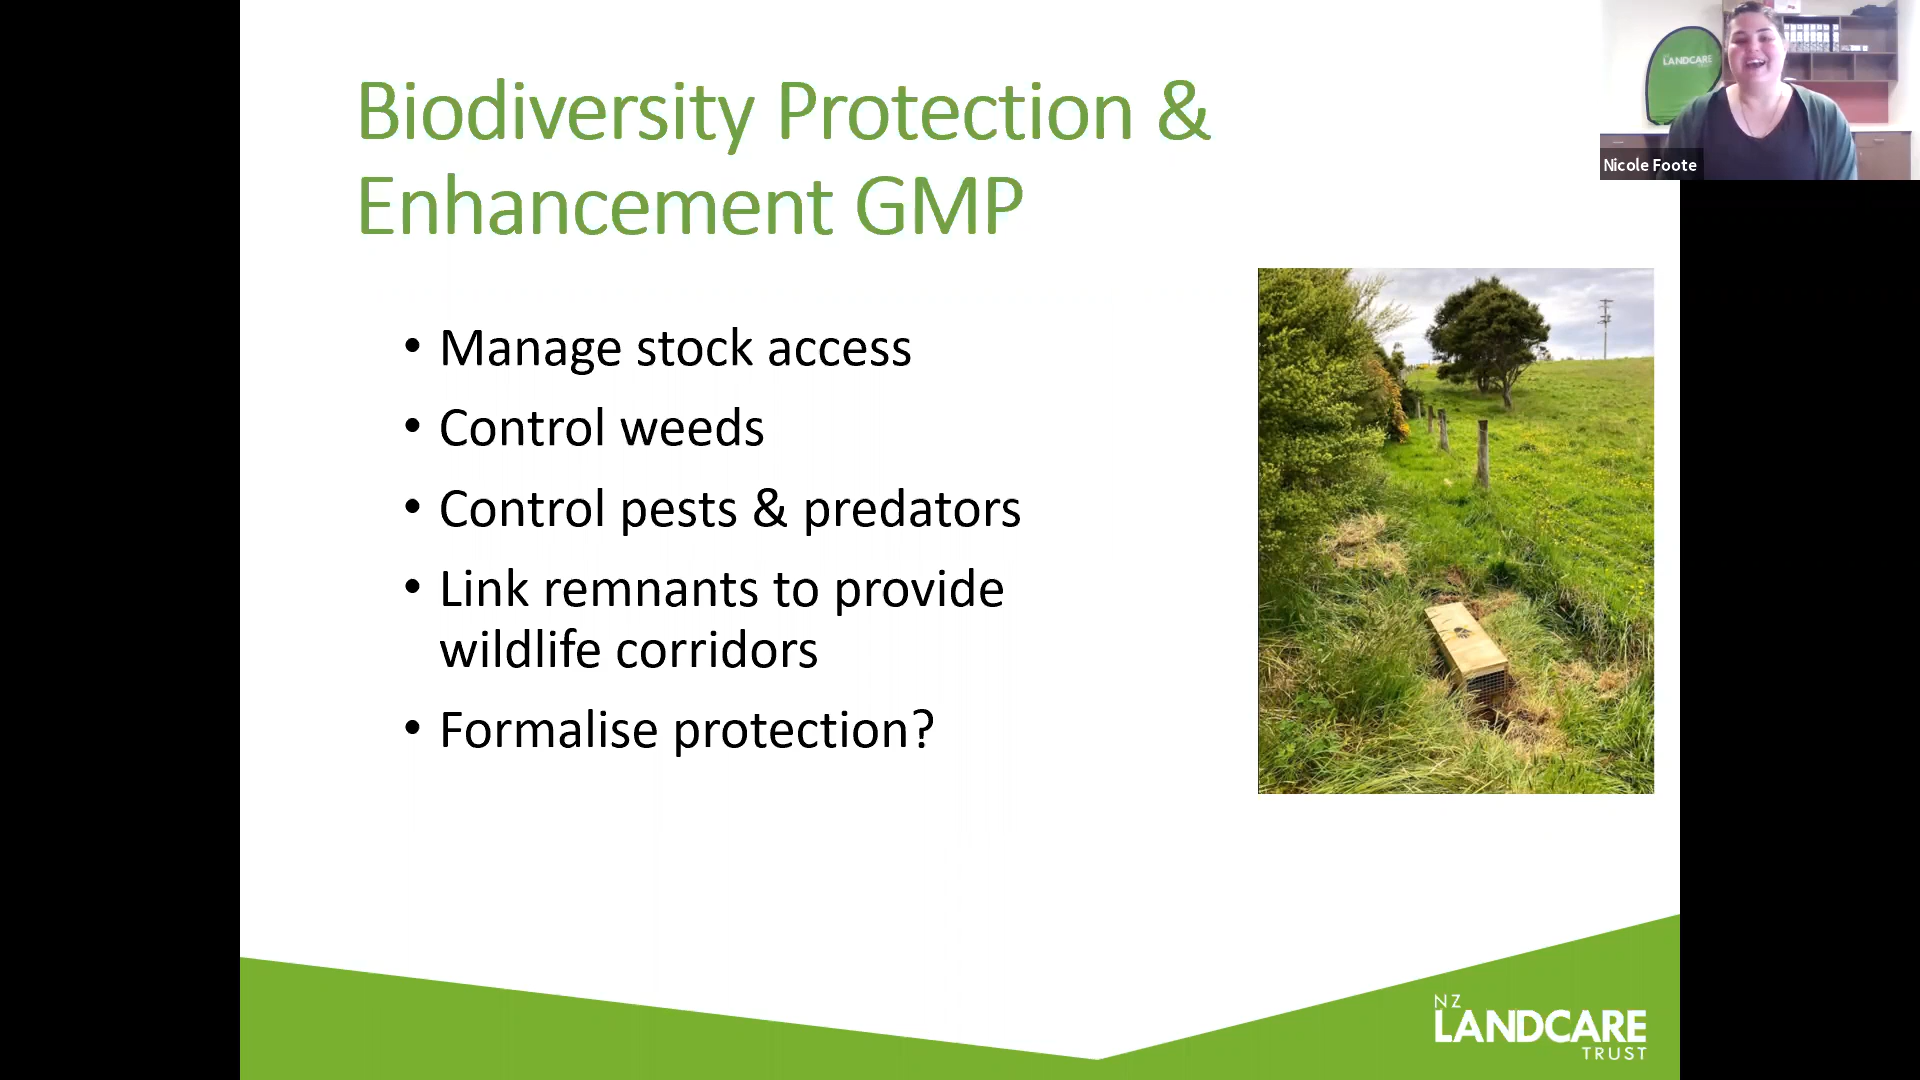 Biodiversity Protection &
Enhancement GMP
• Manage stock access
• Control weeds
• Control pests & predators
• Link remnants to provide
wildlife corridors
• Formalise protection?
LANDCARE
Nicole Foote
NZ
LANDCARE
TRUST